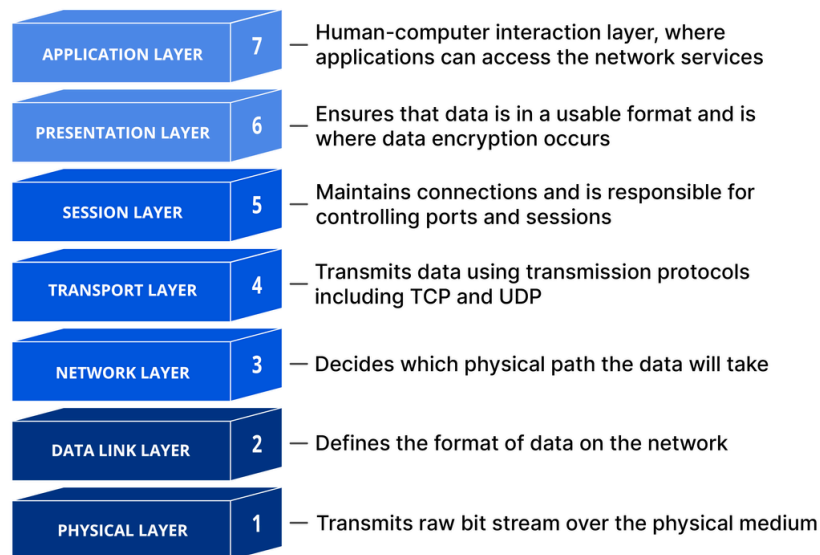 APPLICATION LAYER 7
Human-computer interaction layer, where
applications can access the network services
PRESENTATION LAYER 6
Ensures that data is in a usable format and is
where data encryption occurs
SESSION LAYER 5
Maintains connections and is responsible for
controlling ports and sessions
TRANSPORT LAYER 4
Transmits data using transmission protocols
including TCP and UDP
NETWORK LAYER 3
Decides which physical path the data will take
DATA LINK LAYER 2
Defines the format of data on the network
PHYSICAL LAYER 1
Transmits raw bit stream over the physical medium